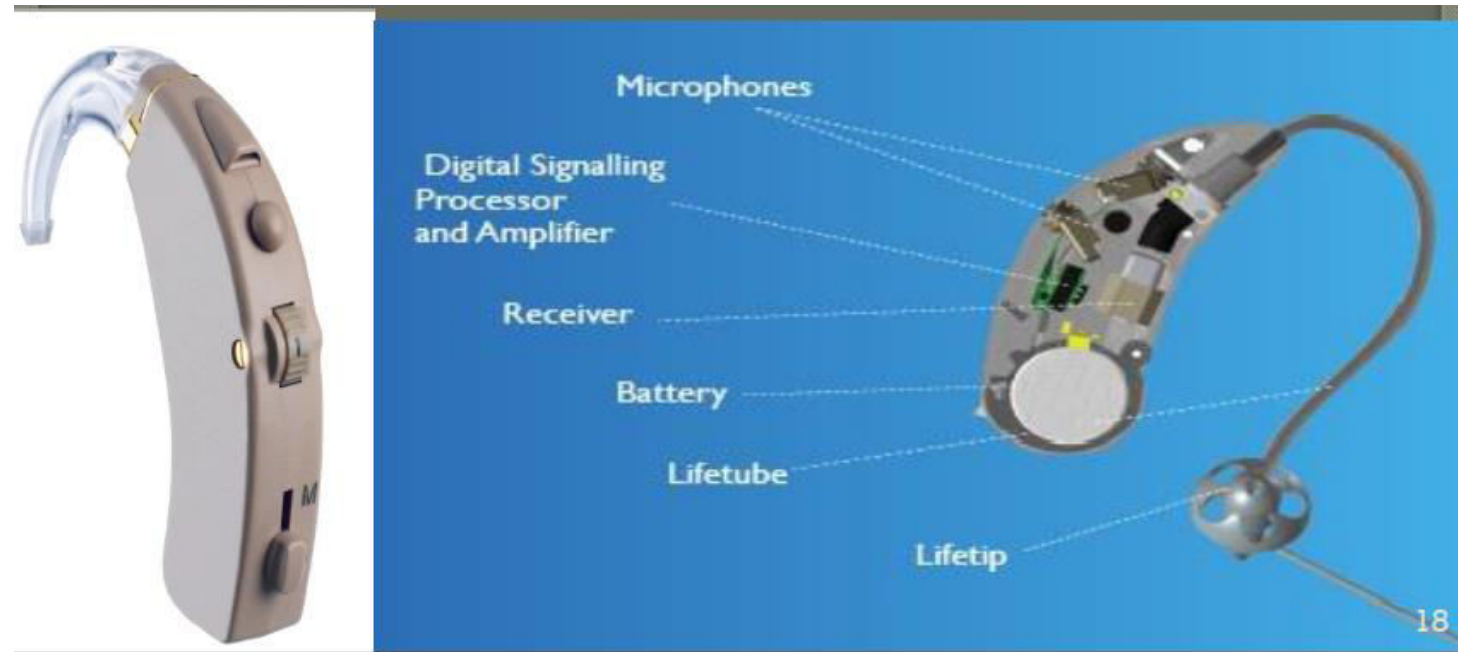 Microphones
Digital Signalling
Processor
and Amplifier
Receiver
Battery
Lifetube
Lifetip
M
18